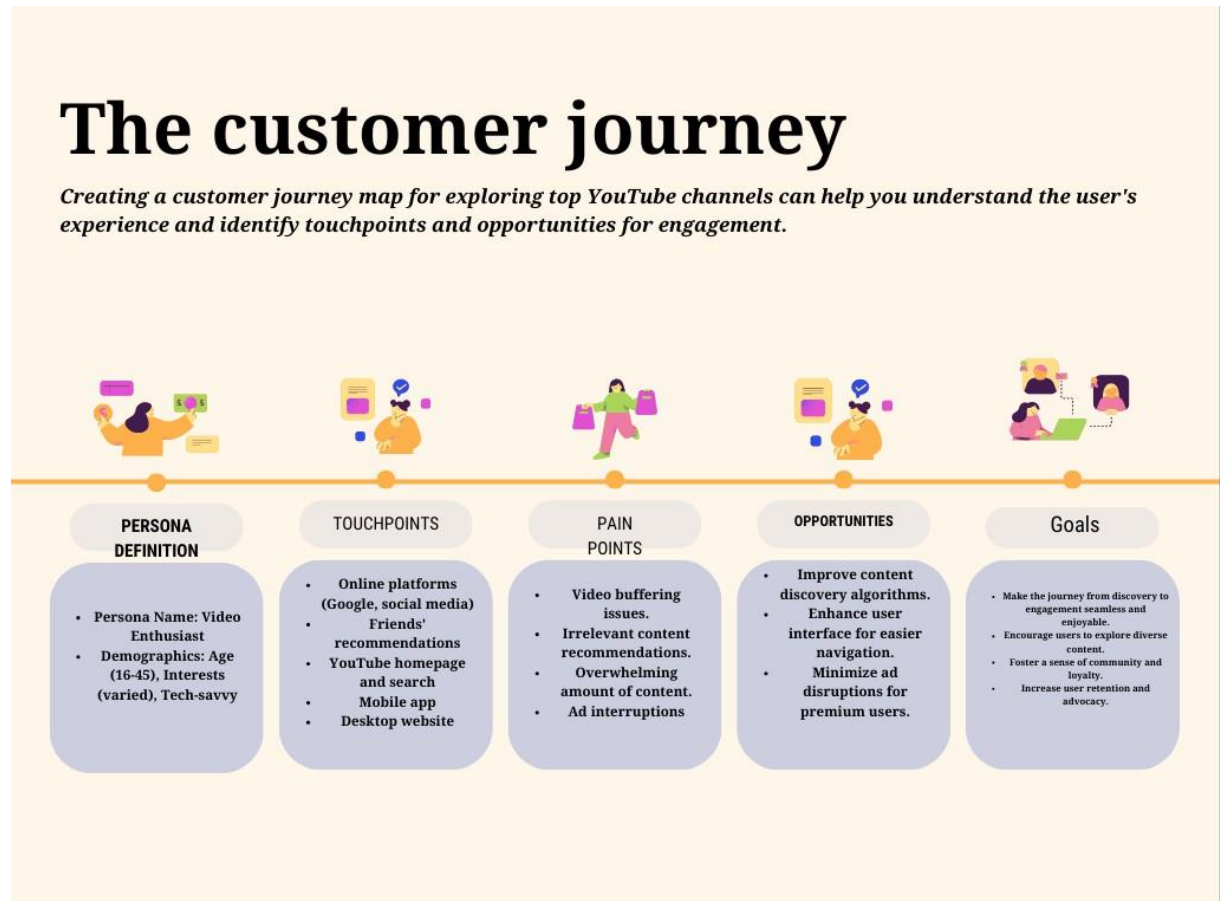 The customer journey
Creating a customer journey map for exploring top YouTube channels can help you understand the user's
experience and identify touchpoints and opportunities for engagement.
$ $
$
PERSONA
DEFINITION
• Persona Name: Video
Enthusiast
• Demographics: Age
(16-45), Interests
(varied), Tech-savvy
TOUCHPOINTS
• Online platforms
(Google, social media)
• Friends'
recommendations
• YouTube homepage
and search
• Mobile app
• Desktop website
PAIN
POINTS
• Video buffering
issues.
• Irrelevant content
recommendations.
• Overwhelming
amount of content.
• Ad interruptions
OPPORTUNITIES
• Improve content
discovery algorithms.
• Enhance user
interface for easier
navigation.
• Minimize ad
disruptions for
premium users.
Goals
• Make the journey from discovery to
engagement seamless and
enjoyable.
• Encourage users to explore diverse
content.
• Foster a sense of community and
loyalty.
• Increase user retention and
advocacy.